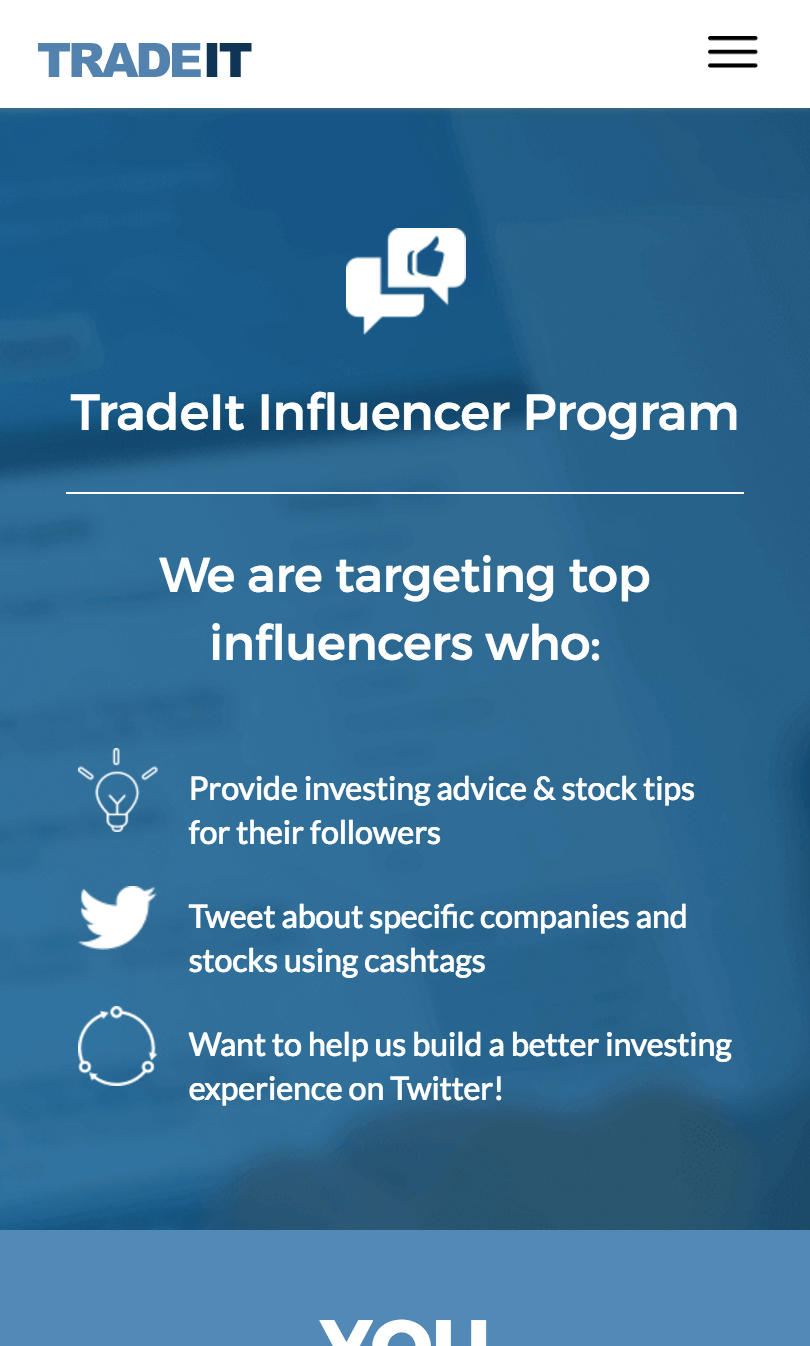 TRADEIT
TradeIt Influencer Program
We are targeting top
influencers who:
Provide investing advice & stock tips
for their followers
Tweet about specific companies and
stocks using cashtags
Want to help us build a better investing
experience on Twitter!
YOU